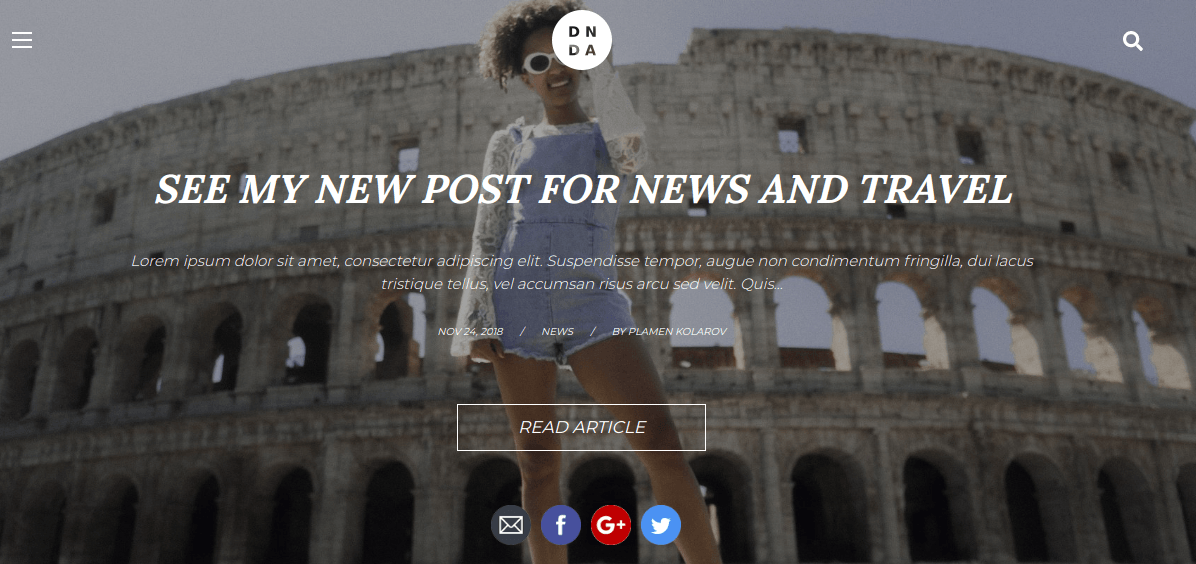 D N
D A
SEE MY NEW POST FOR NEWS AND TRAVEL
Lorem ipsum dolor sit amet, consectetur adipiscing elit. Suspendisse tempor, augue non condimentum fringilla, dui lacus
tristique tellus, vel accumsan risus arcu sed velit. Quis...
NOV 24, 2018 / NEWS / BY PLAMEN KOLAROV
READ ARTICLE
f G+